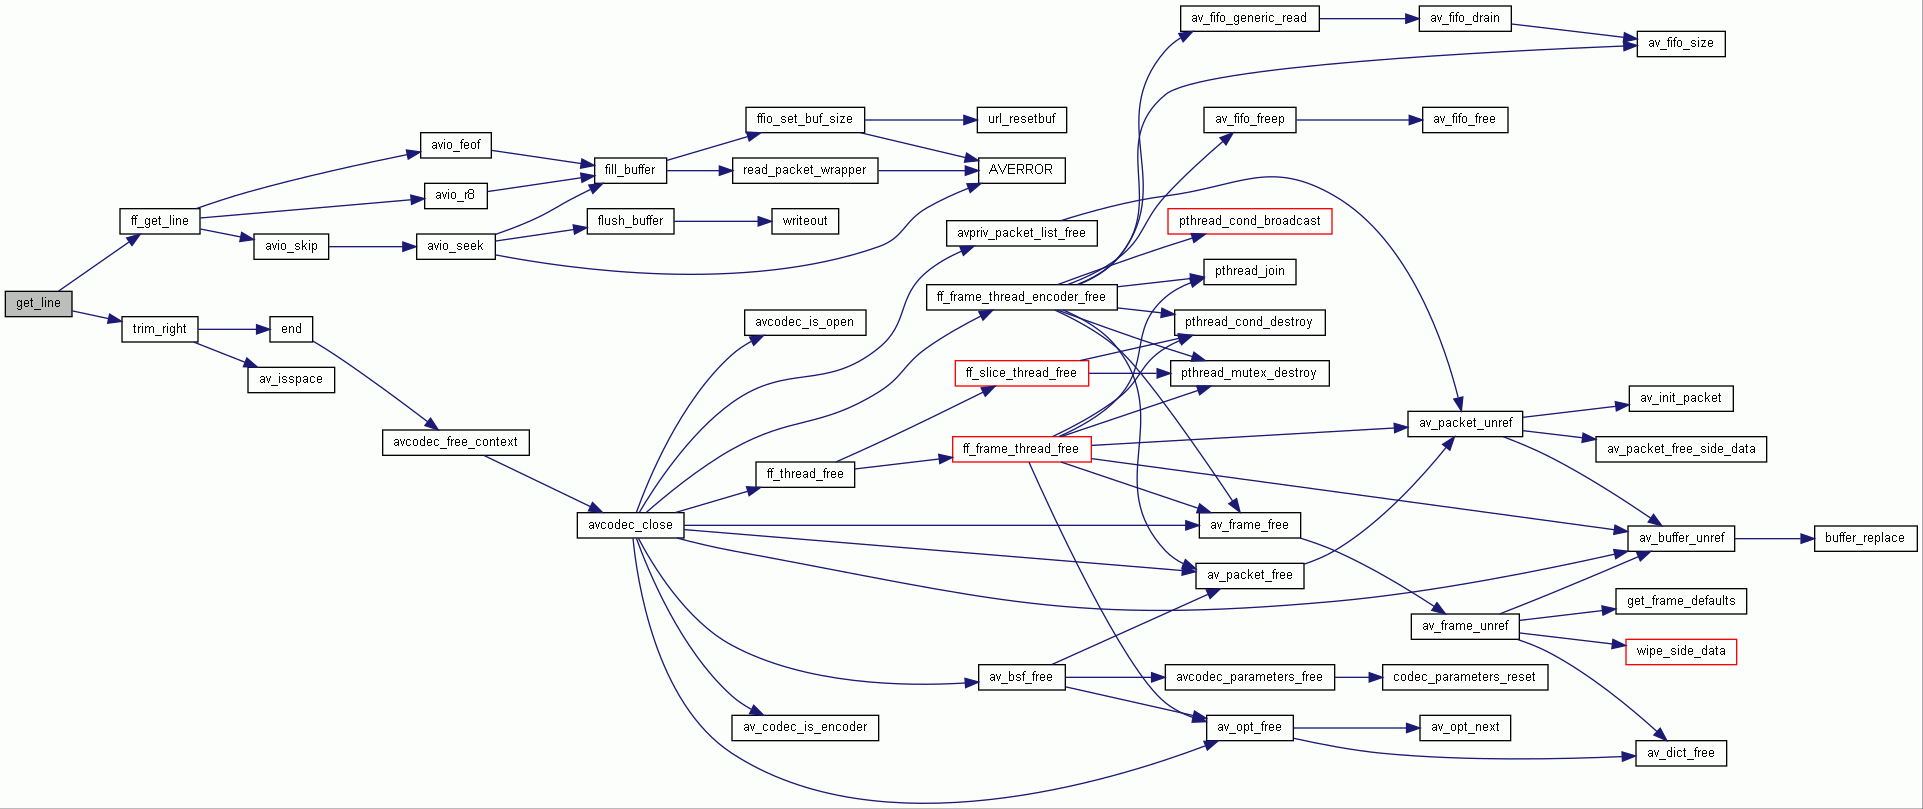 av_fifo_generic_read
av_fifo_drain
av_fifo_size
ffio_set_buf_size
url_resetbuf
av_fifo_freep
av_fifo_free
avio_feof
fill_buffer
read_packet_wrapper
AVERROR
avio_r8
ff_get_line
flush_buffer
writeout
avpriv_packet_list_free
pthread_cond_broadcast
avio_skip
avio_seek
pthread_join
get_line
ff_frame_thread_encoder_free
trim_right
end
avcodec_is_open
pthread_cond_destroy
av_isspace
ff_slice_thread_free
pthread_mutex_destroy
av_init_packet
avcodec_free_context
av_packet_unref
ff_frame_thread_free
av_packet_free_side_data
ff_thread_free
avcodec_close
av_frame_free
av_buffer_unref
buffer_replace
av_packet_free
get_frame_defaults
av_frame_unref
wipe_side_data
av_bsf_free
avcodec_parameters_free
codec_parameters_reset
av_codec_is_encoder
av_opt_free
av_opt_next
av_dict_free